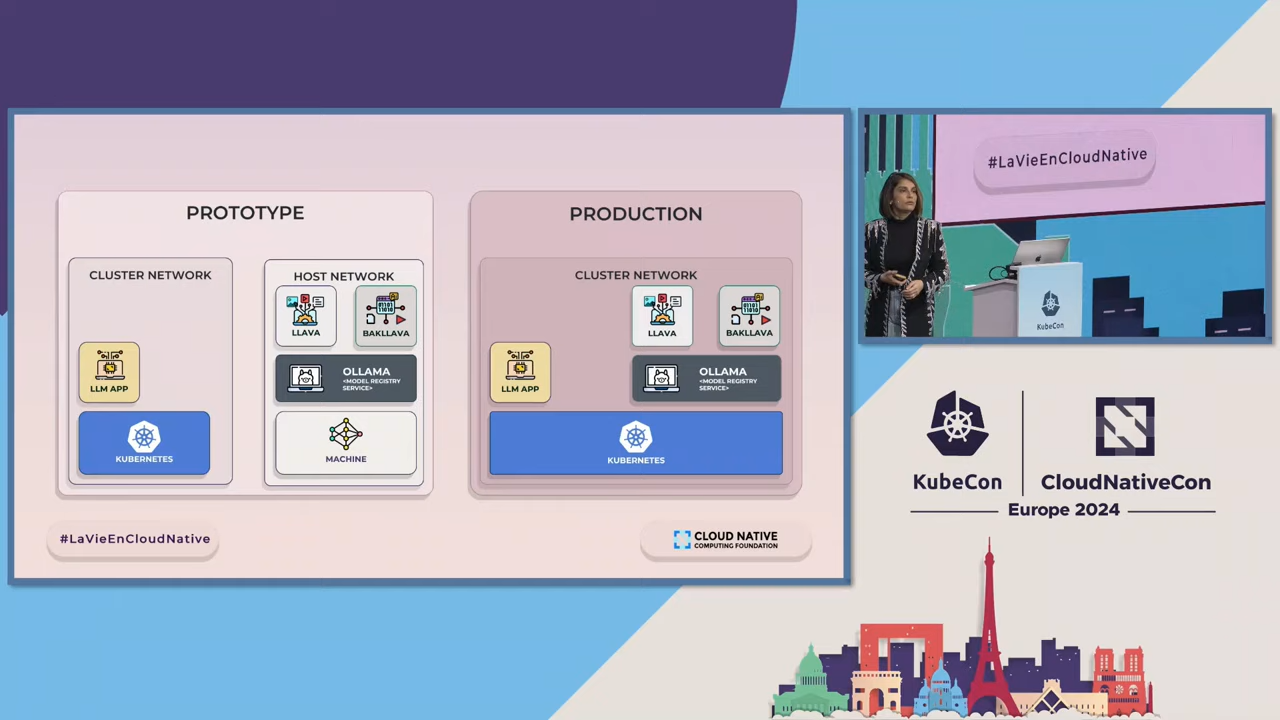 PROTOTYPE
CLUSTER NETWORK
LLM APP
KUBERNETES
HOST NETWORK
LLAVA
BAKLLAVA
OLLAMA
<MODEL REGISTRY
SERVICE>
MACHINE
PRODUCTION
CLUSTER NETWORK
LLM APP
LLAVA
BAKLLAVA
OLLAMA
<MODEL REGISTRY
SERVICE>
KUBERNETES
#LaVieEnCloudNative
CLOUD NATIVE
COMPUTING FOUNDATION
#LaVieEnCloudNative
KubeCon
KubeCon
CloudNativeCon
Europe 2024